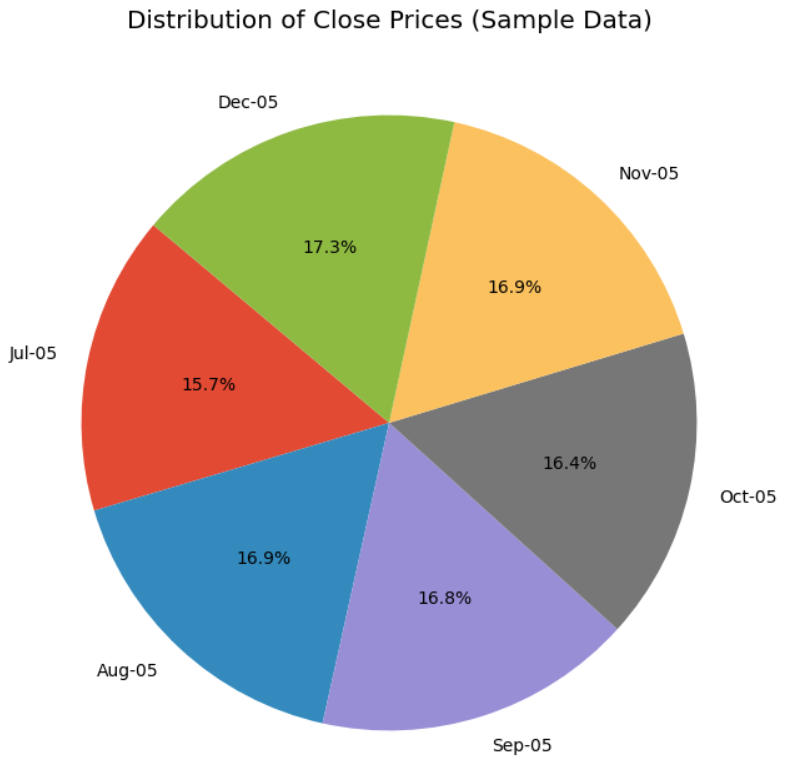 Distribution of Close Prices (Sample Data)
Dec-05
Nov-05
17.3%
16.9%
Jul-05
15.7%
16.4%
Oct-05
16.9%
16.8%
Aug-05
Sep-05